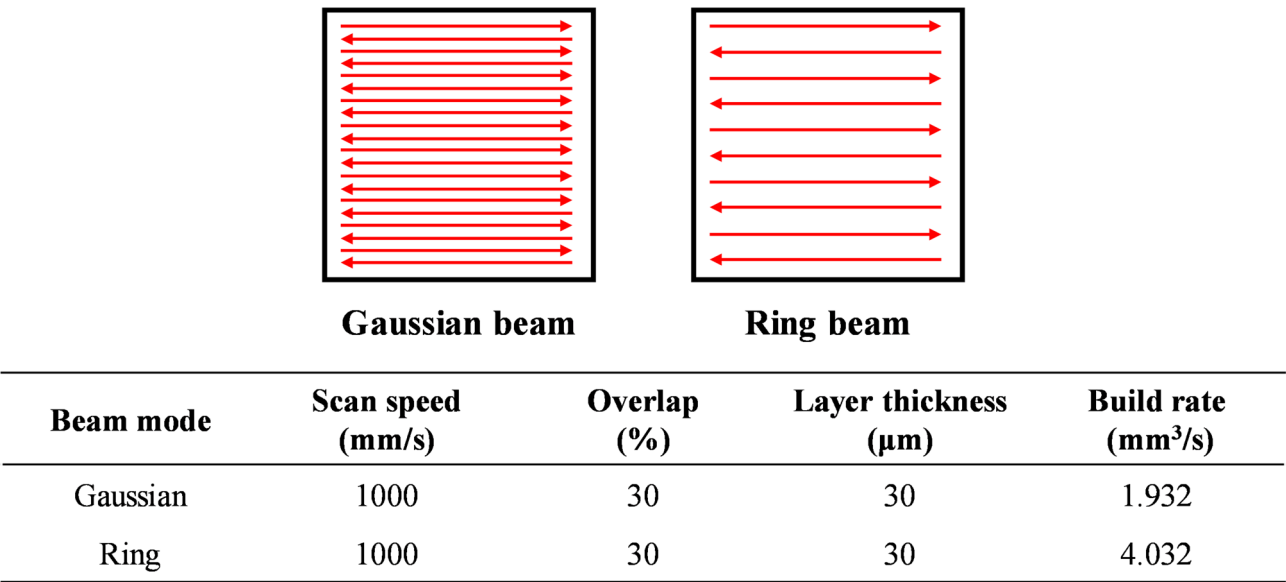 Gaussian beam
Ring beam
Beam mode
Scan speed (mm/s)
Overlap (%)
Layer thickness (μm)
Build rate (mm³/s)
Gaussian 1000 30 30 1.932
Ring 1000 30 30 4.032